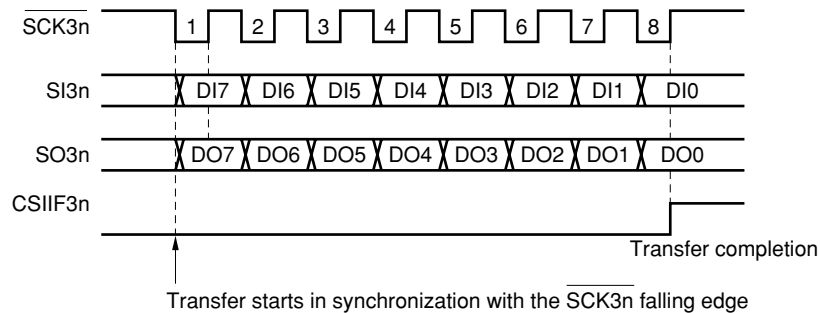 SCK3n 1 2 3 4 5 6 7 8
SI3n DI7 DI6 DI5 DI4 DI3 DI2 DI1 DI0
SO3n DO7 DO6 DO5 DO4 DO3 DO2 DO1 DO0
CSIIF3n
Transfer completion
Transfer starts in synchronization with the SCK3n falling edge